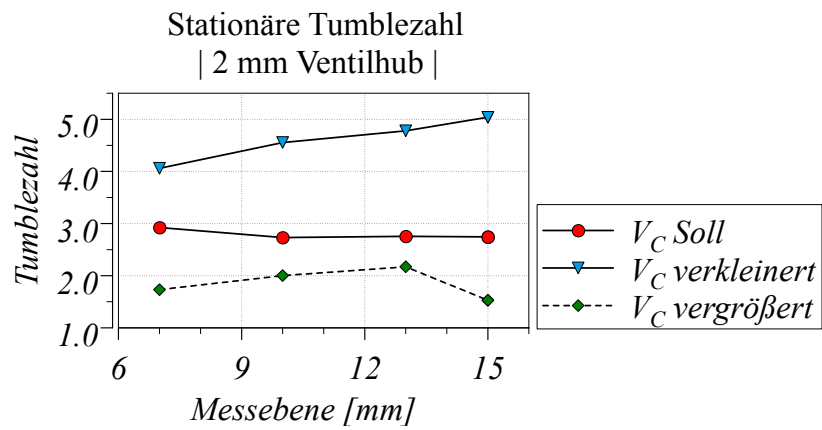 Stationäre Tumblezahl
| 2 mm Ventilhub |
Tumblezahl
5.0
4.0
3.0
2.0
1.0
6 9 12 15
Messebene [mm]
V_C Soll
V_C verkleinert
V_C vergrößert